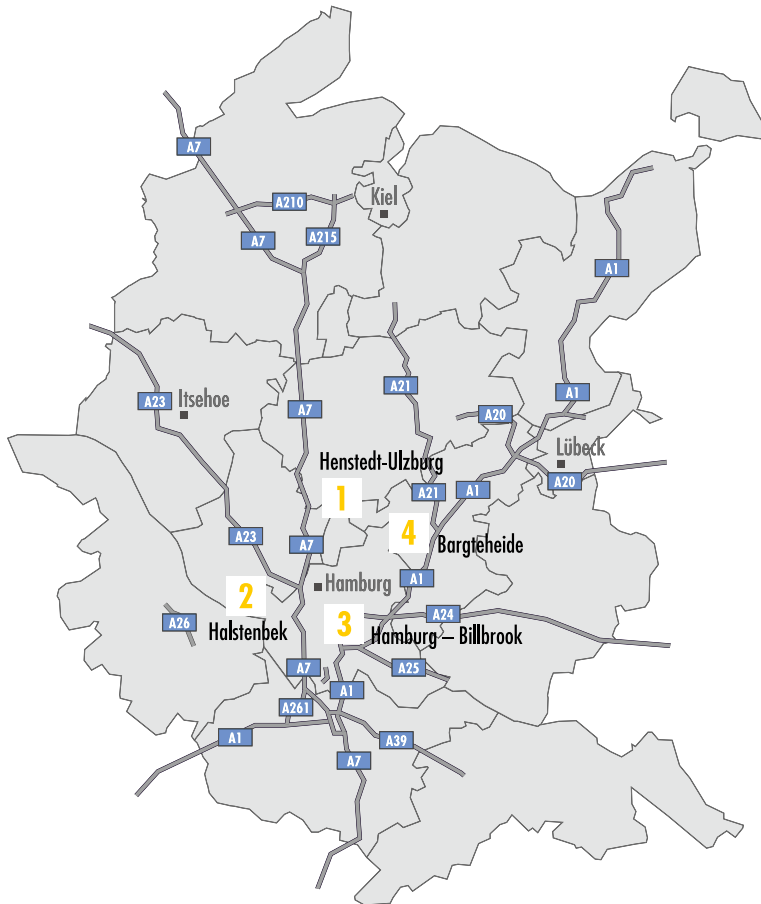 A7
A210
Kiel
A7
A215
A1
A21
A1
A23
Itsehoe
A7
A20
Lübeck
Henstedt-Ulzburg
A20
A21
A1
1
4
A23
A7
Bargteheide
A1
Hamburg
2
A24
A26
3
Halstenbek
Hamburg – Billbrook
A7
A25
A1
A261
A1
A39
A7